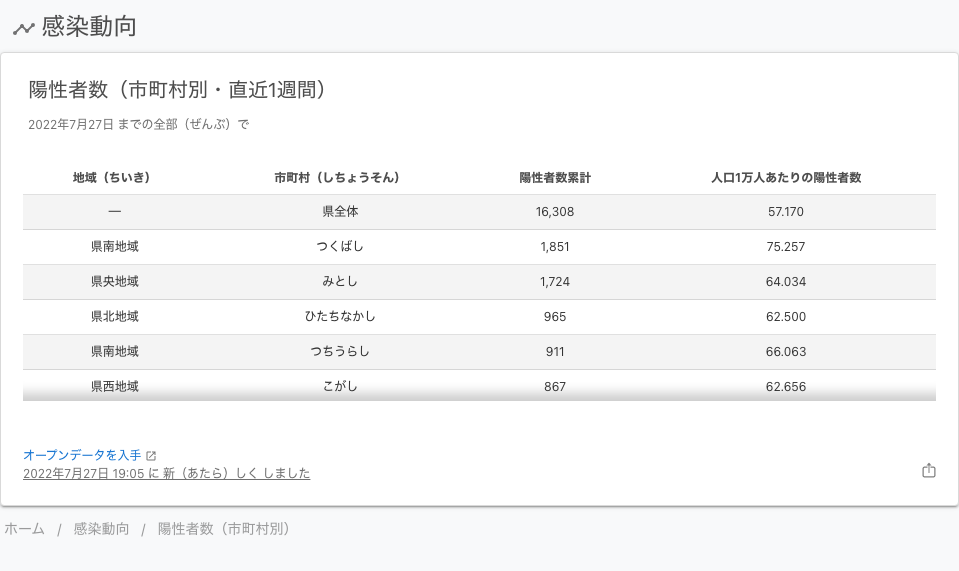 感染動向
陽性者数（市町村別・直近1週間）
2022年7月27日 までの全部（ぜんぶ）で
地域（ちいき） 市町村（しちょうそん） 陽性者数累計 人口1万人あたりの陽性者数
— 県全体 16,308 57.170
県南地域 つくばし 1,851 75.257
県央地域 みとし 1,724 64.034
県北地域 ひたちなかし 965 62.500
県南地域 つちうらし 911 66.063
県西地域 こがし 867 62.656
オープンデータを入手
2022年7月27日 19:05 に 新（あたら）しく しました
ホーム / 感染動向 / 陽性者数（市町村別）